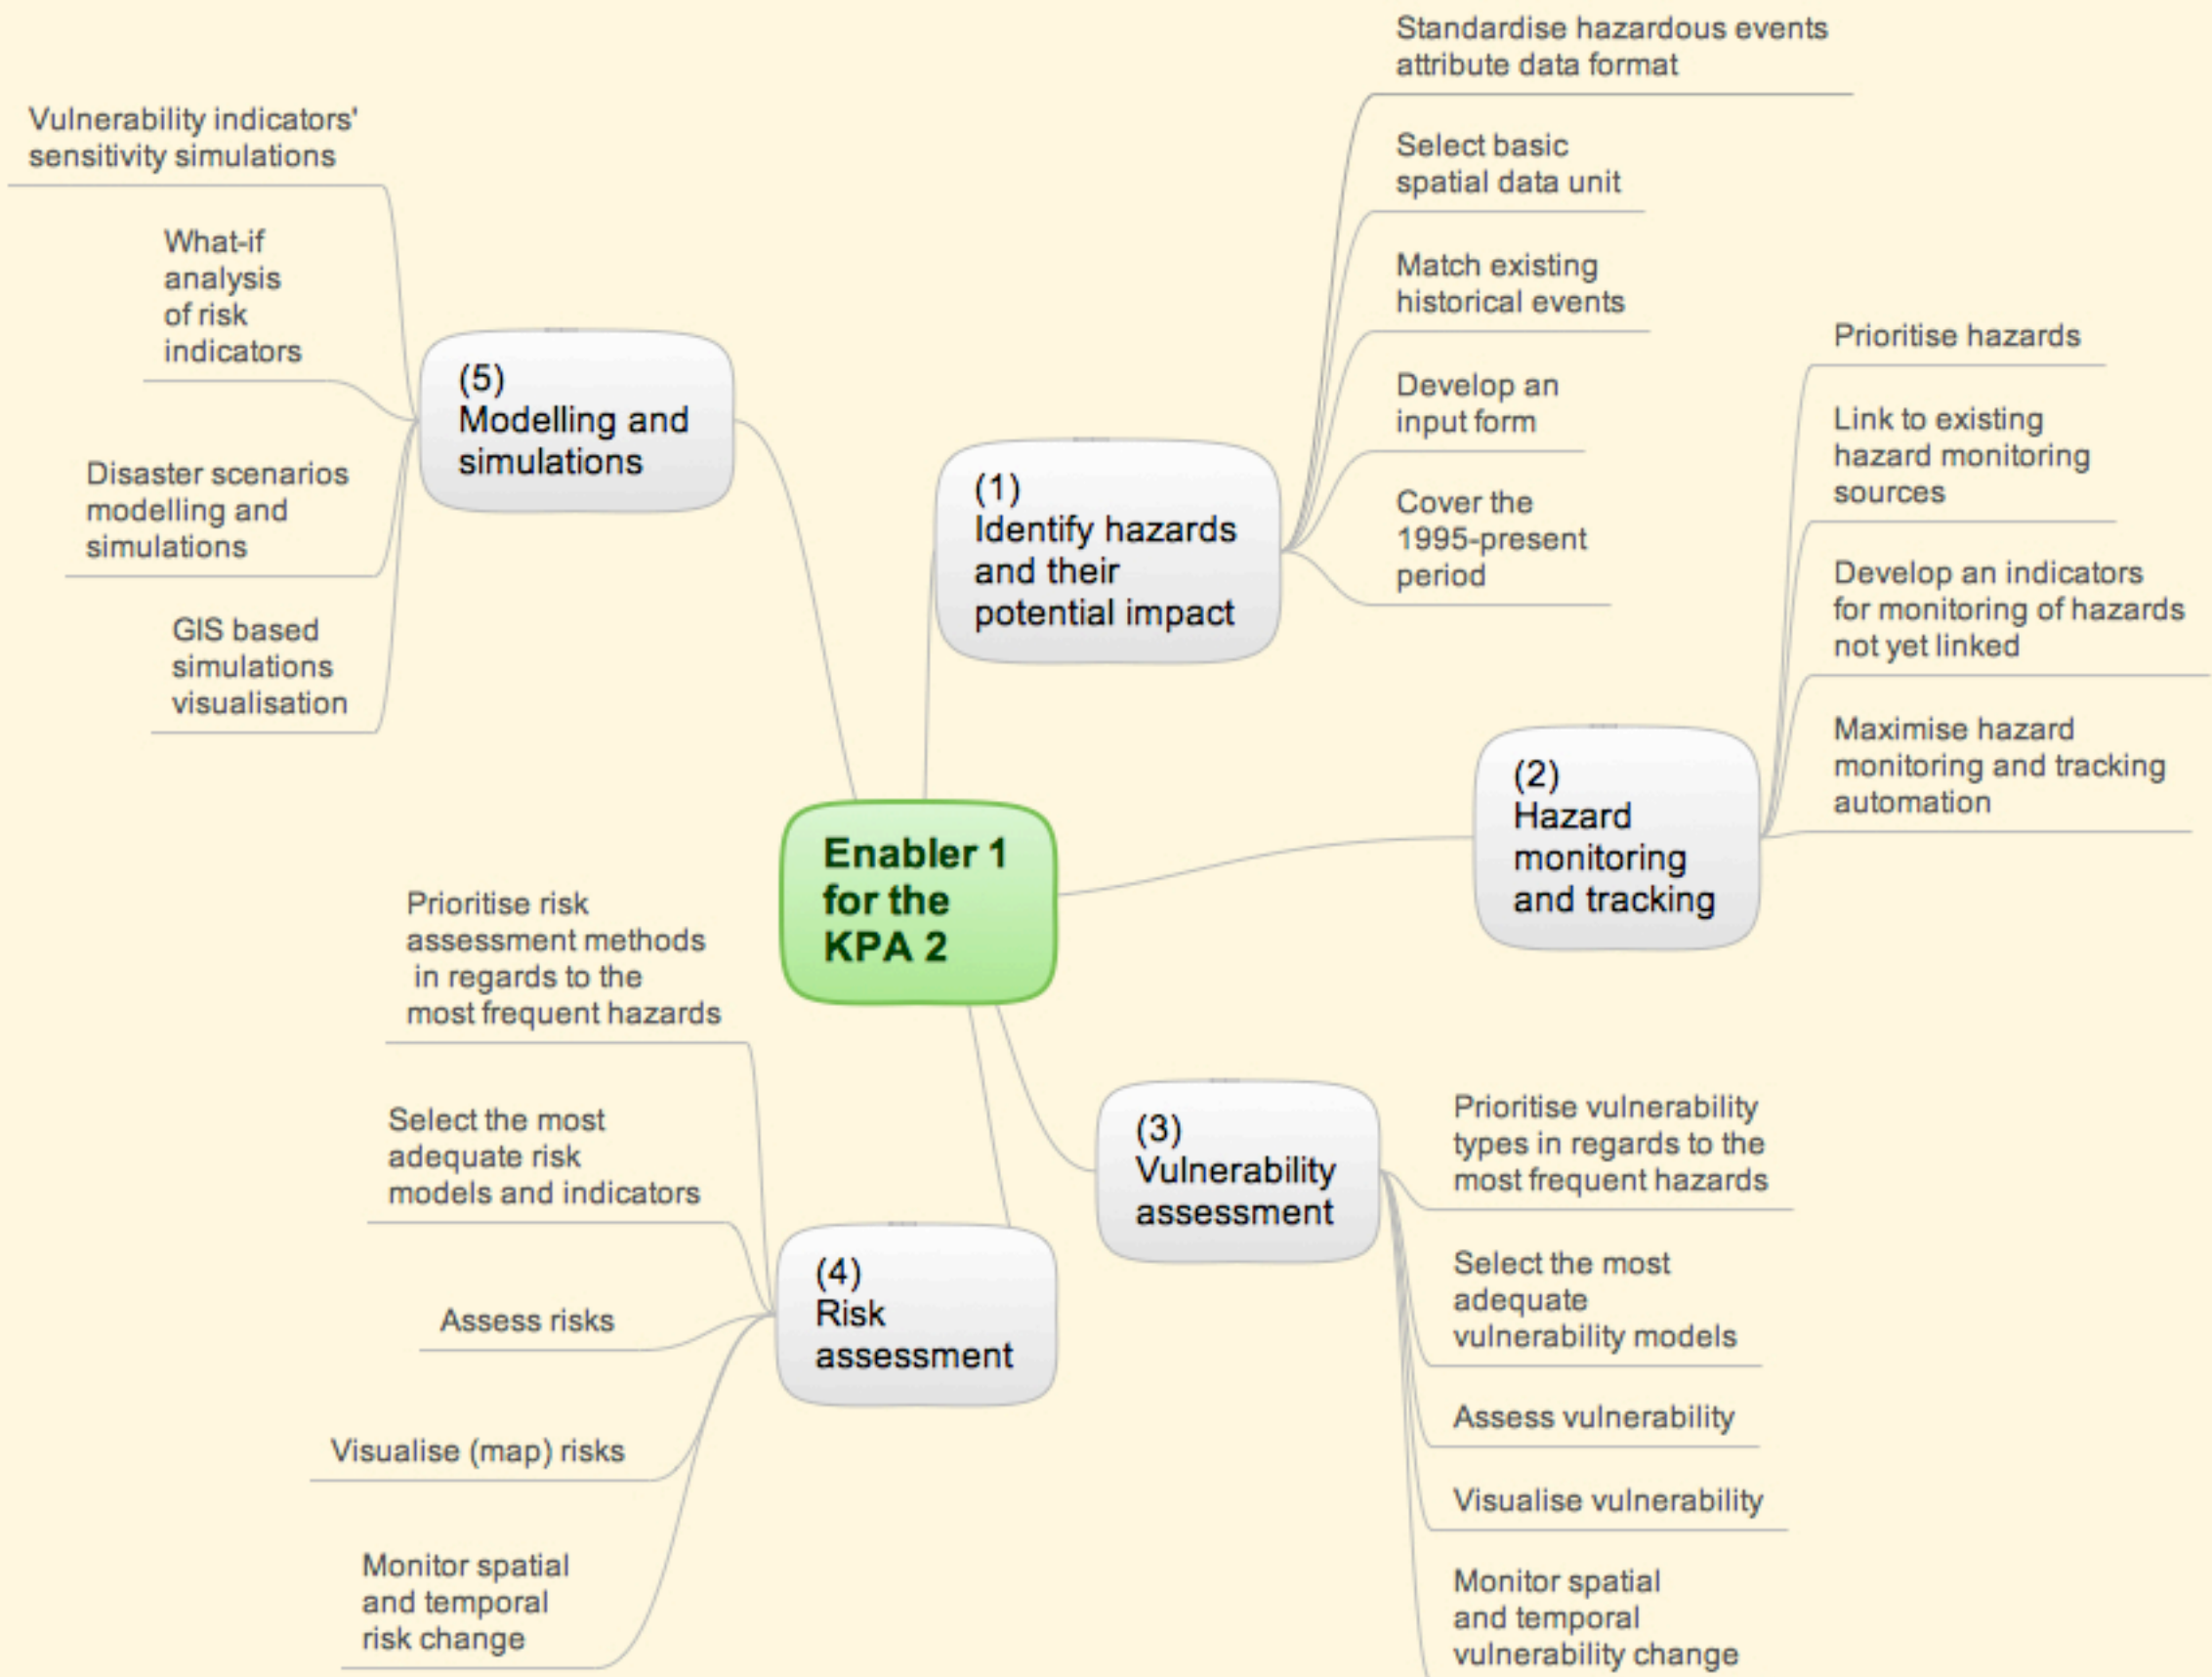 Enabler 1
for the
KPA 2
(1)
Identify hazards
and their
potential impact
Standardise hazardous events
attribute data format
Select basic
spatial data unit
Match existing
historical events
Develop an
input form
Cover the
1995-present
period
(2)
Hazard
monitoring
and tracking
Prioritise hazards
Link to existing
hazard monitoring
sources
Develop an indicators
for monitoring of hazards
not yet linked
Maximise hazard
monitoring and tracking
automation
(3)
Vulnerability
assessment
Prioritise vulnerability
types in regards to the
most frequent hazards
Select the most
adequate
vulnerability models
Assess vulnerability
Visualise vulnerability
Monitor spatial
and temporal
vulnerability change
(4)
Risk
assessment
Prioritise risk
assessment methods
in regards to the
most frequent hazards
Select the most
adequate risk
models and indicators
Assess risks
Visualise (map) risks
Monitor spatial
and temporal
risk change
(5)
Modelling and
simulations
Vulnerability indicators'
sensitivity simulations
What-if
analysis
of risk
indicators
Disaster scenarios
modelling and
simulations
GIS based
simulations
visualisation